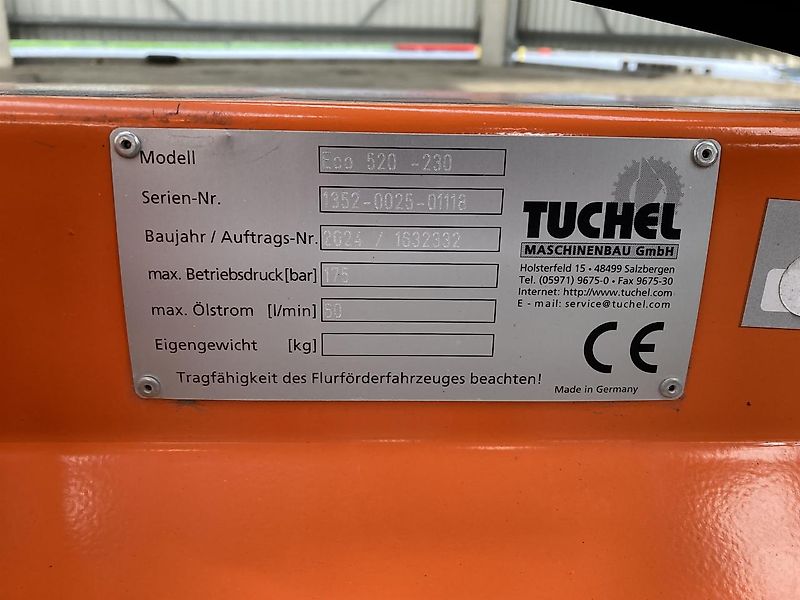 Modell Eco 520 -230
Serien-Nr. 1352-0025-01118
Baujahr / Auftrags-Nr. 2024 / 1632332
max. Betriebsdruck [bar] 175
max. Ölstrom [l/min] 60
Eigengewicht [kg]
Tragfähigkeit des Flurförderfahrzeuges beachten!
TUCHEL
MASCHINENBAU GmbH
Holsterfeld 15 • 48499 Salzbergen
Tel. (05971) 9675-0 • Fax 9675-30
Internet: http://www.tuchel.com
E - mail: service@tuchel.com
CE
Made in Germany